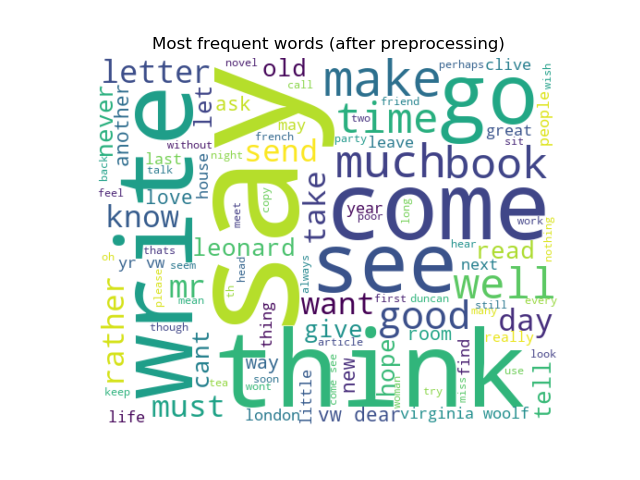 Most frequent words (after preprocessing)
letter
novel
old
call
make
perhaps
clive
wish
never
another
write
let
say
ask
may
friend
time
go
people
without
french
two
great
last
send
party
leave
sit
back
talk
night
much
book
feel
love
house
copy
take
year
poor
long
come
work
know
meet
thats
leonard
hear
nothing
oh
yr vw
seem
head
always
see
read
next
please
mr
mean
th
well
rather
want
first
duncan
still
every
though
thing
give
good
many
day
cant
article
room
really
way
new
hope
find
look
soon
think
keep
tea
wont
little
come see
woman
try
miss
use
tell
life
must
london
vw dear
virginia woolf